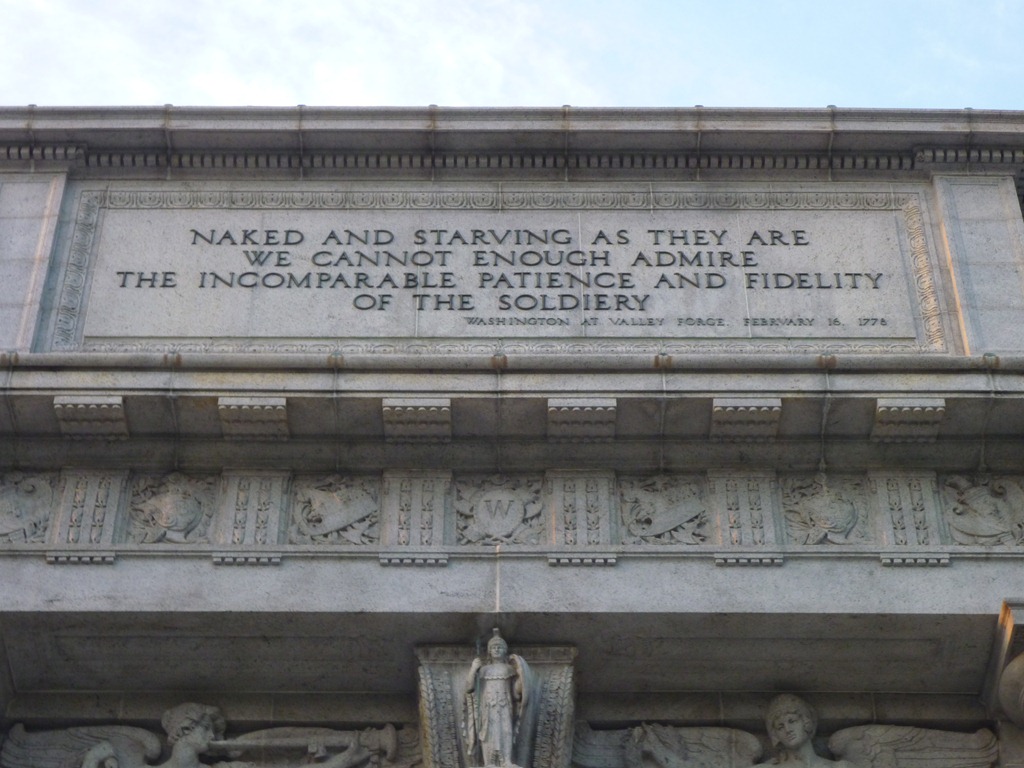 NAKED AND STARVING AS THEY ARE
WE CANNOT ENOUGH ADMIRE
THE INCOMPARABLE PATIENCE AND FIDELITY
OF THE SOLDIERY
WASHINGTON AT VALLEY FORGE. FEBRVARY 16. 1778
W